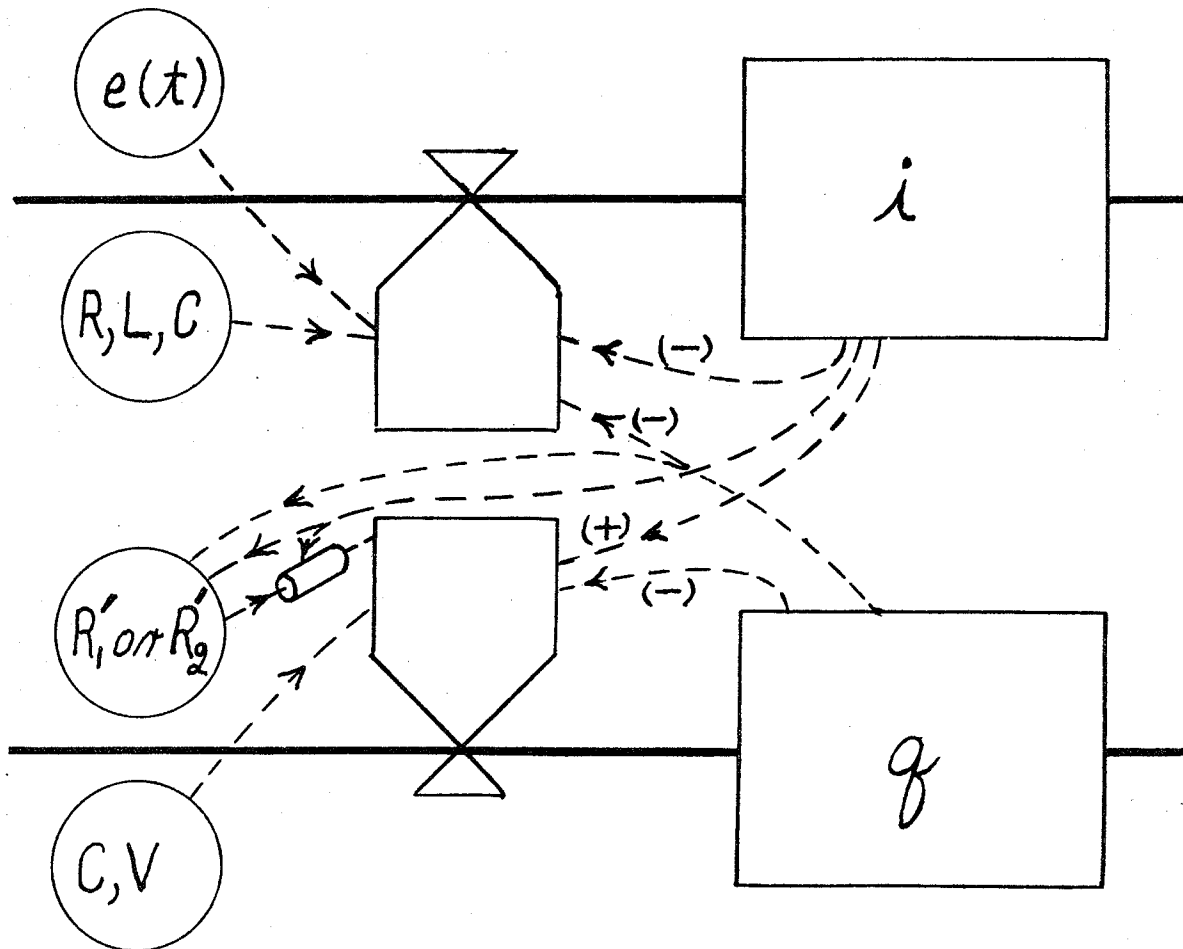 e(t)
i
R, L, C
(−)
(−)
(+)
(−)
R₁′ or R₂′
q
C, V